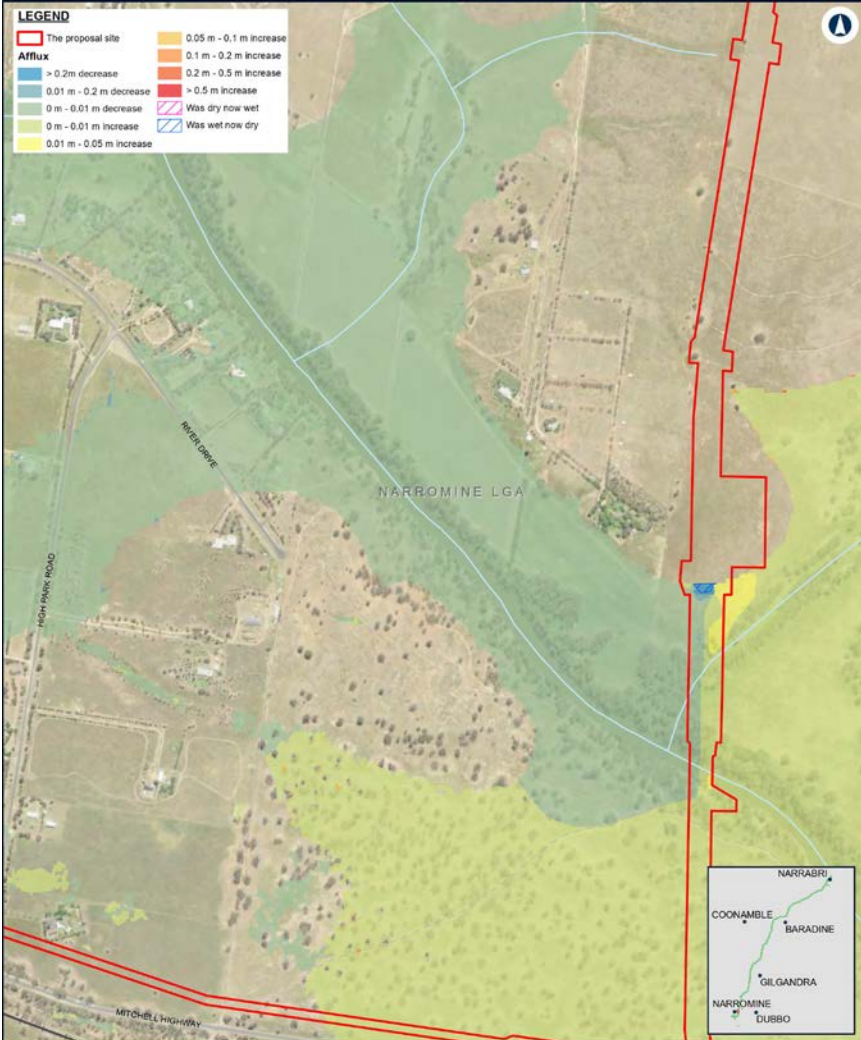 LEGEND
The proposal site
Afflux
> 0.2m decrease
0.01 m - 0.2 m decrease
0 m - 0.01 m decrease
0 m - 0.01 m increase
0.01 m - 0.05 m increase
0.05 m - 0.1 m increase
0.1 m - 0.2 m increase
0.2 m - 0.5 m increase
> 0.5 m increase
Was dry now wet
Was wet now dry
RIVER DRIVE
NARROMINE LGA
HIGH PARK ROAD
MITCHELL HIGHWAY
NARRABRI
COONAMBLE
BARADINE
GILGANDRA
NARROMINE
DUBBO